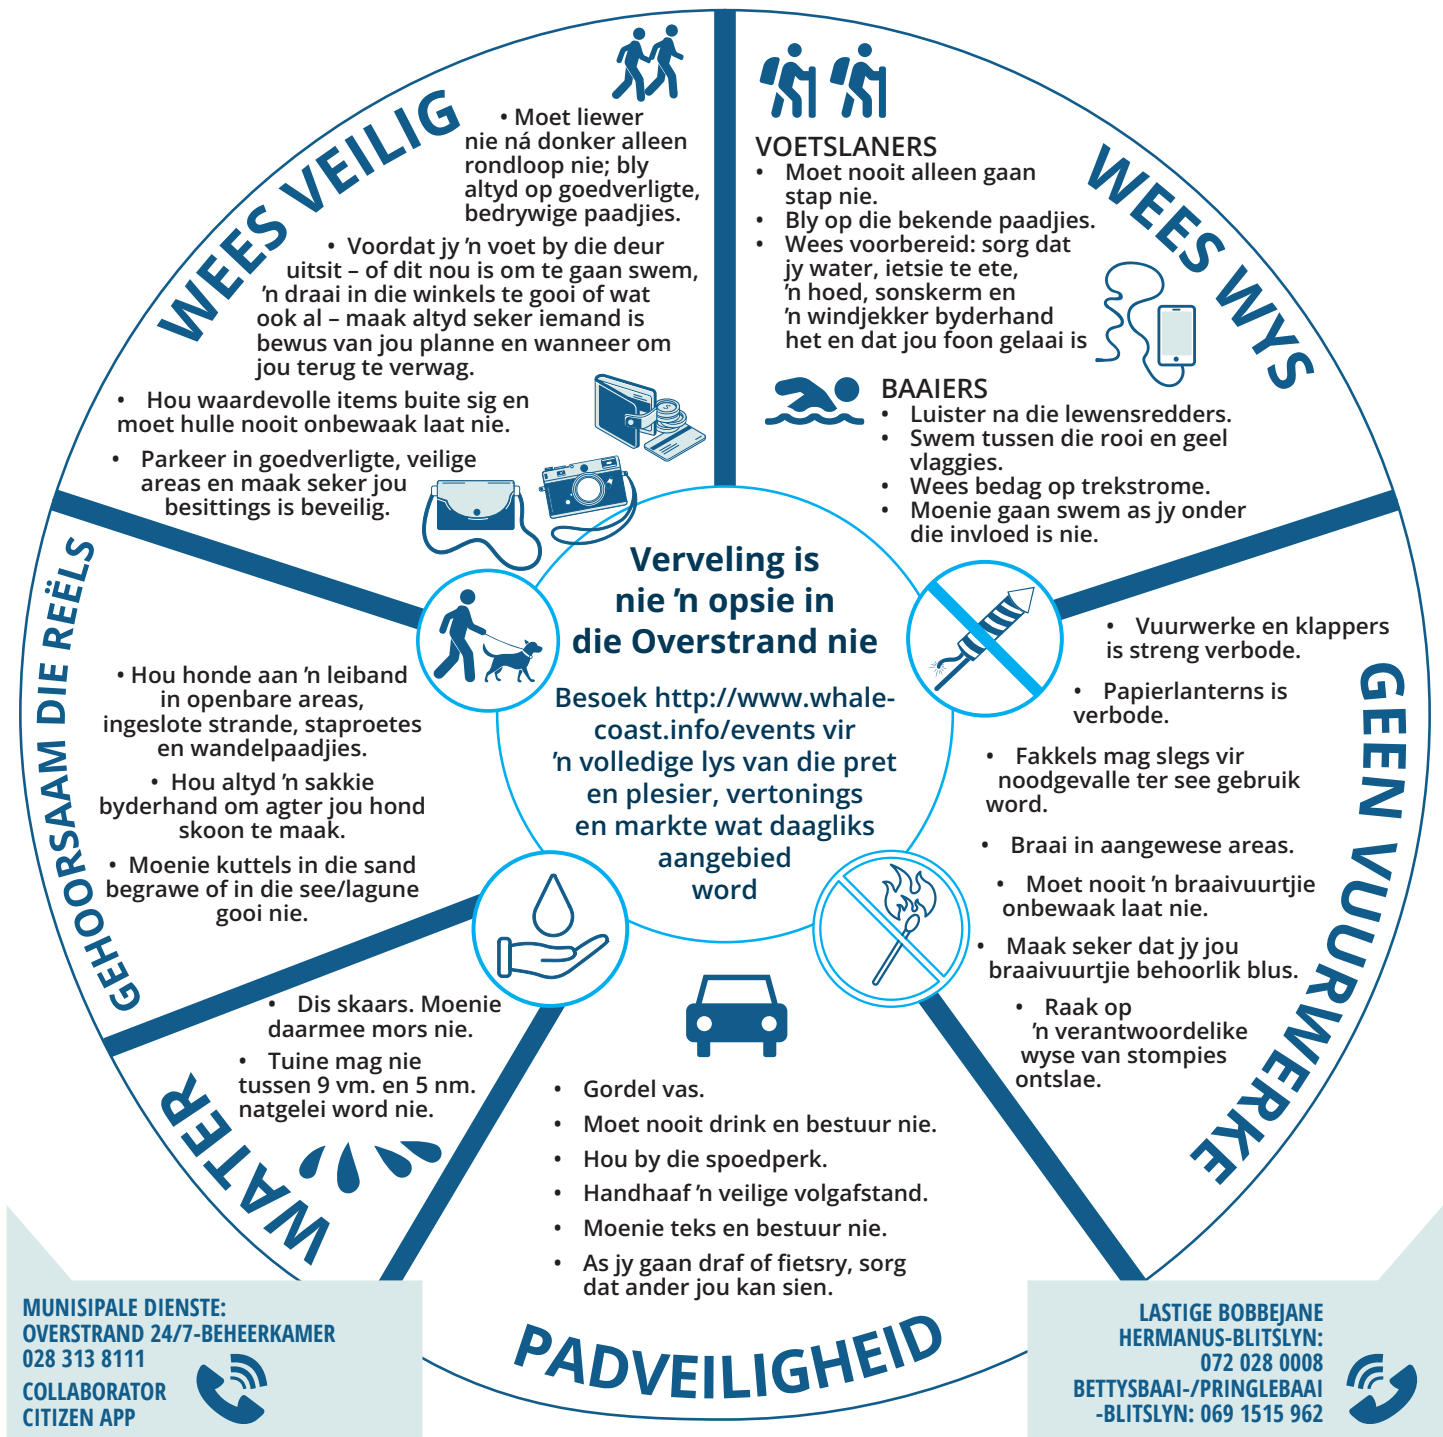 WEES VEILIG
• Moet liewer
nie ná donker alleen
rondloop nie; bly
altyd op goedverligte,
bedrywige paadjies.
• Voordat jy ’n voet by die deur
uitsit – of dit nou is om te gaan swem,
’n draai in die winkels te gooi of wat
ook al – maak altyd seker iemand is
bewus van jou planne en wanneer om
jou terug te verwag.
• Hou waardevolle items buite sig en
moet hulle nooit onbewaak laat nie.
• Parkeer in goedverligte, veilige
areas en maak seker jou
besittings is beveilig.
WEES WYS
VOETSLANERS
• Moet nooit alleen gaan
stap nie.
• Bly op die bekende paadjies.
• Wees voorbereid: sorg dat
jy water, ietsie te ete,
’n hoed, sonskerm en
’n windjekker byderhand
het en dat jou foon gelaai is
BAAIERS
• Luister na die lewensredders.
• Swem tussen die rooi en geel
vlaggies.
• Wees bedag op trekstrome.
• Moenie gaan swem as jy onder
die invloed is nie.
Verveling is
nie ’n opsie in
die Overstrand nie
Besoek http://www.whale-
coast.info/events vir
’n volledige lys van die pret
en plesier, vertonings
en markte wat daagliks
aangebied
word
GEHOORSAAM DIE REËLS
• Hou honde aan ’n leiband
in openbare areas,
ingeslote strande, staproetes
en wandelpaadjies.
• Hou altyd ’n sakkie
byderhand om agter jou hond
skoon te maak.
• Moenie kuttels in die sand
begrawe of in die see/lagune
gooi nie.
GEEN VUURWERKE
• Vuurwerke en klappers
is streng verbode.
• Papierlanterns is
verbode.
• Fakkels mag slegs vir
noodgevalle ter see gebruik
word.
• Braai in aangewese areas.
• Moet nooit ’n braaivuurtjie
onbewaak laat nie.
• Maak seker dat jy jou
braaivuurtjie behoorlik blus.
• Raak op
’n verantwoordelike
wyse van stompies
ontslae.
WATER
• Dis skaars. Moenie
daarmee mors nie.
• Tuine mag nie
tussen 9 vm. en 5 nm.
natgelei word nie.
• Gordel vas.
• Moet nooit drink en bestuur nie.
• Hou by die spoedperk.
• Handhaaf ’n veilige volgafstand.
• Moenie teks en bestuur nie.
• As jy gaan draf of fietsry, sorg
dat ander jou kan sien.
PADVEILIGHEID
MUNISIPALE DIENSTE:
OVERSTRAND 24/7-BEHEERKAMER
028 313 8111
COLLABORATOR
CITIZEN APP
LASTIGE BOBBEJANE
HERMANUS-BLITSLYN:
072 028 0008
BETTYSBAAI-/PRINGLEBAAI
-BLITSLYN: 069 1515 962